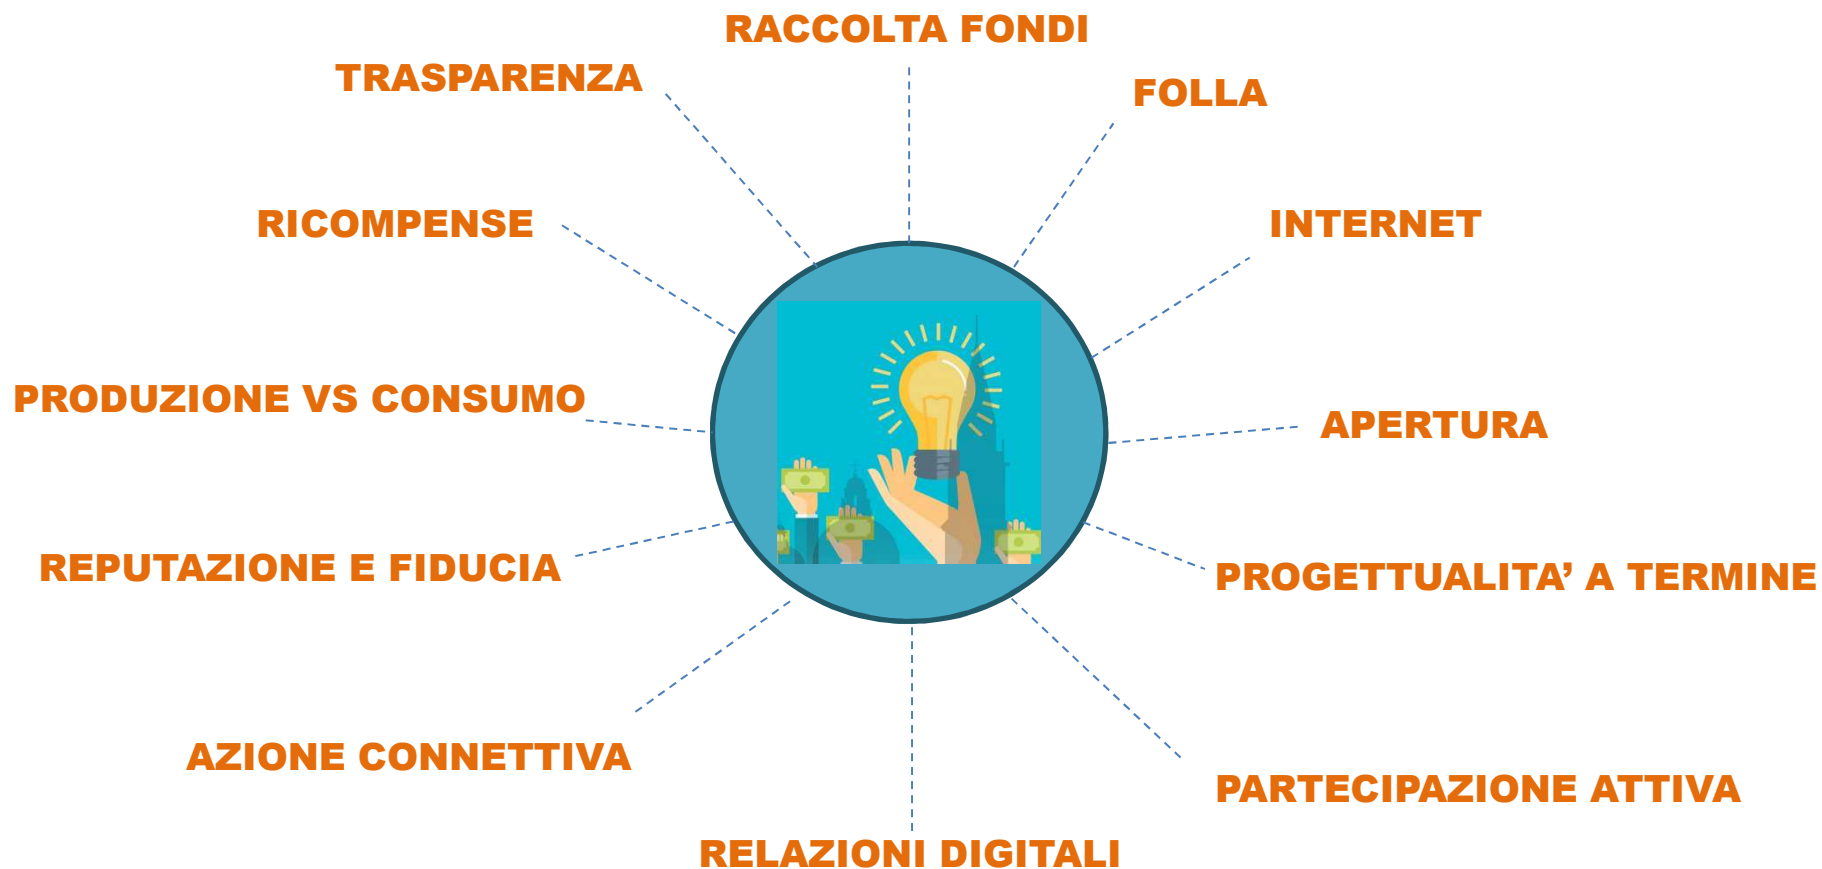 RACCOLTA FONDI
TRASPARENZA
FOLLA
RICOMPENSE
INTERNET
PRODUZIONE VS CONSUMO
APERTURA
REPUTAZIONE E FIDUCIA
PROGETTUALITA’ A TERMINE
AZIONE CONNETTIVA
PARTECIPAZIONE ATTIVA
RELAZIONI DIGITALI